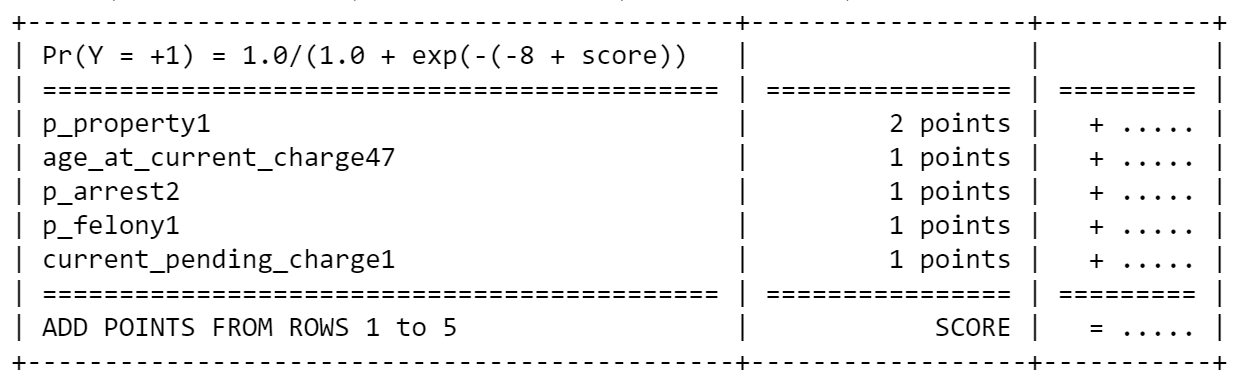 +---------------------------------------------+------------------+-----------+
| Pr(Y = +1) = 1.0/(1.0 + exp(-(-8 + score)) | | |
| ============================================ | ================ | ========= |
| p_property1 | 2 points | + ..... |
| age_at_current_charge47 | 1 points | + ..... |
| p_arrest2 | 1 points | + ..... |
| p_felony1 | 1 points | + ..... |
| current_pending_charge1 | 1 points | + ..... |
| ============================================ | ================ | ========= |
| ADD POINTS FROM ROWS 1 to 5 | SCORE | = ..... |
+---------------------------------------------+------------------+-----------+